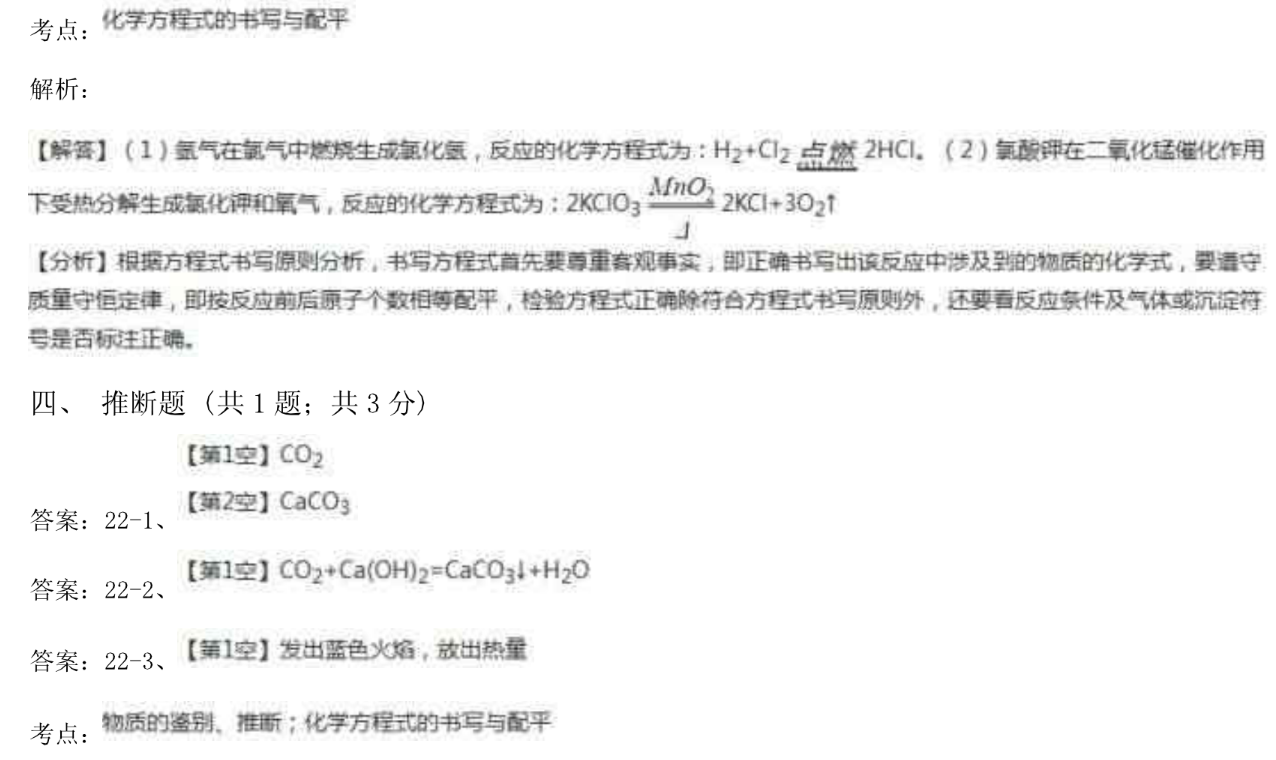 考点：化学方程式的书写与配平
解析：
【解答】（1）氢气在氯气中燃烧生成氯化氢，反应的化学方程式为：H₂+Cl₂ 点燃 2HCl。（2）氯酸钾在二氧化锰催化作用
下受热分解生成氯化钾和氧气，反应的化学方程式为：2KClO₃ MnO₂ Δ 2KCl+3O₂↑
【分析】根据方程式书写原则分析，书写方程式首先要尊重客观事实，即正确书写出该反应中涉及到的物质的化学式，要遵守
质量守恒定律，即按反应前后原子个数相等配平，检验方程式正确除符合方程式书写原则外，还要看反应条件及气体或沉淀符
号是否标注正确。
四、 推断题（共 1 题；共 3 分）
【第1空】CO₂
【第2空】CaCO₃
答案：22-1、
答案：22-2、【第1空】CO₂+Ca(OH)₂=CaCO₃↓+H₂O
答案：22-3、【第1空】发出蓝色火焰，放出热量
考点：物质的鉴别、推断；化学方程式的书写与配平